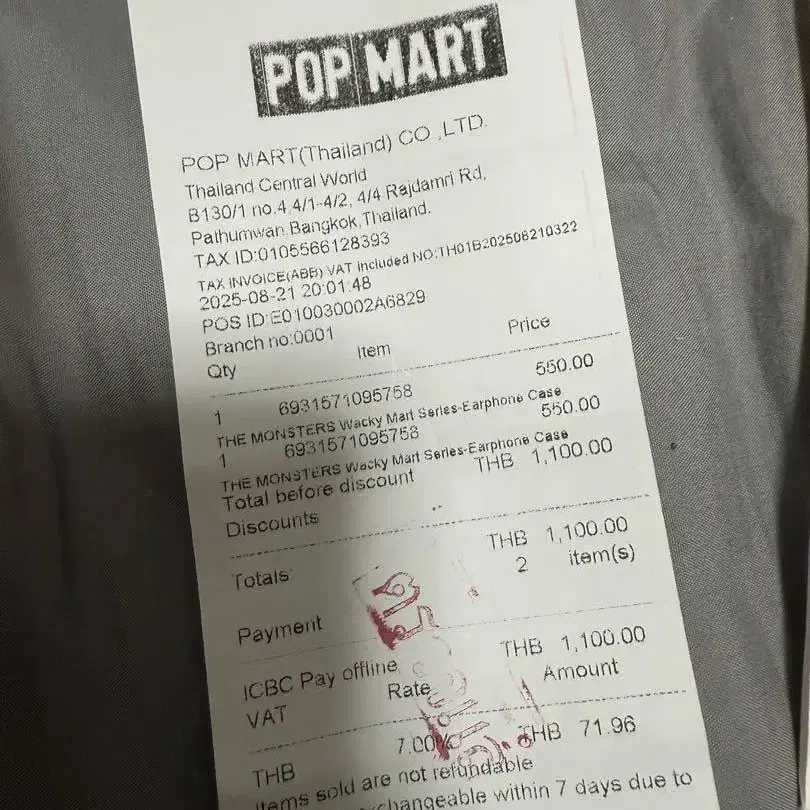 POP MART
POP MART(Thailand) CO .,LTD.
Thailand Central World
B130/1 no.4,4/1-4/2, 4/4 Rajdamri Rd,
Pathumwan,Bangkok,Thailand.
TAX ID:0105566128393
TAX INVOICE(ABB) VAT Included NO:TH01B202508210322
2025-08-21 20:01:48
POS ID:E010030002A6829
Branch no:0001
Qty Item Price
1 6931571095758 550.00
THE MONSTERS Wacky Mart Series-Earphone Case
1 6931571095758 550.00
THE MONSTERS Wacky Mart Series-Earphone Case
Total before discount THB 1,100.00
Discounts
Totals: THB 1,100.00
2 item(s)
Payment
ICBC Pay offline THB 1,100.00
VAT Rate Amount
THB 7.00% THB 71.96
Items sold are not refundable
within 7 days due to